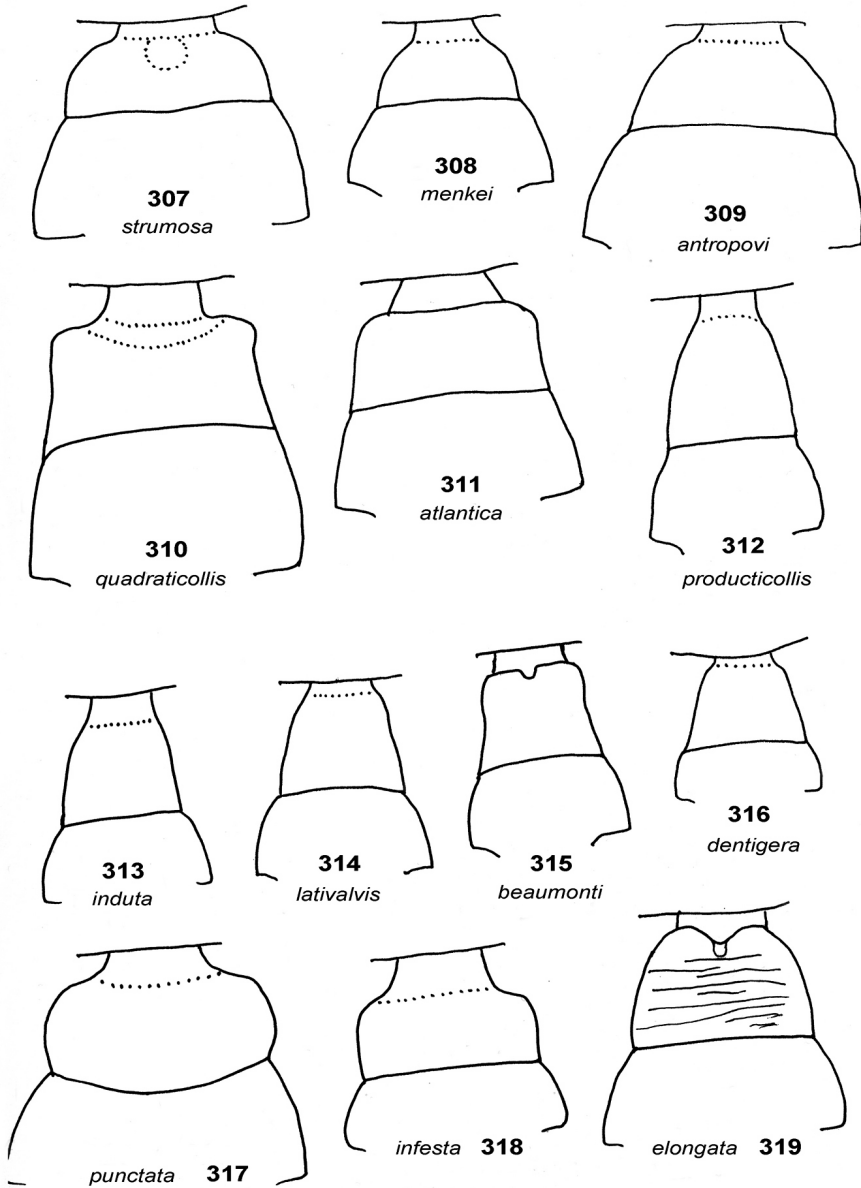 307
strumosa
308
menkei
309
antropovi
310
quadraticollis
311
atlantica
312
producticollis
313
induta
314
lativalvis
315
beaumonti
316
dentigera
punctata 317
infesta 318
elongata 319